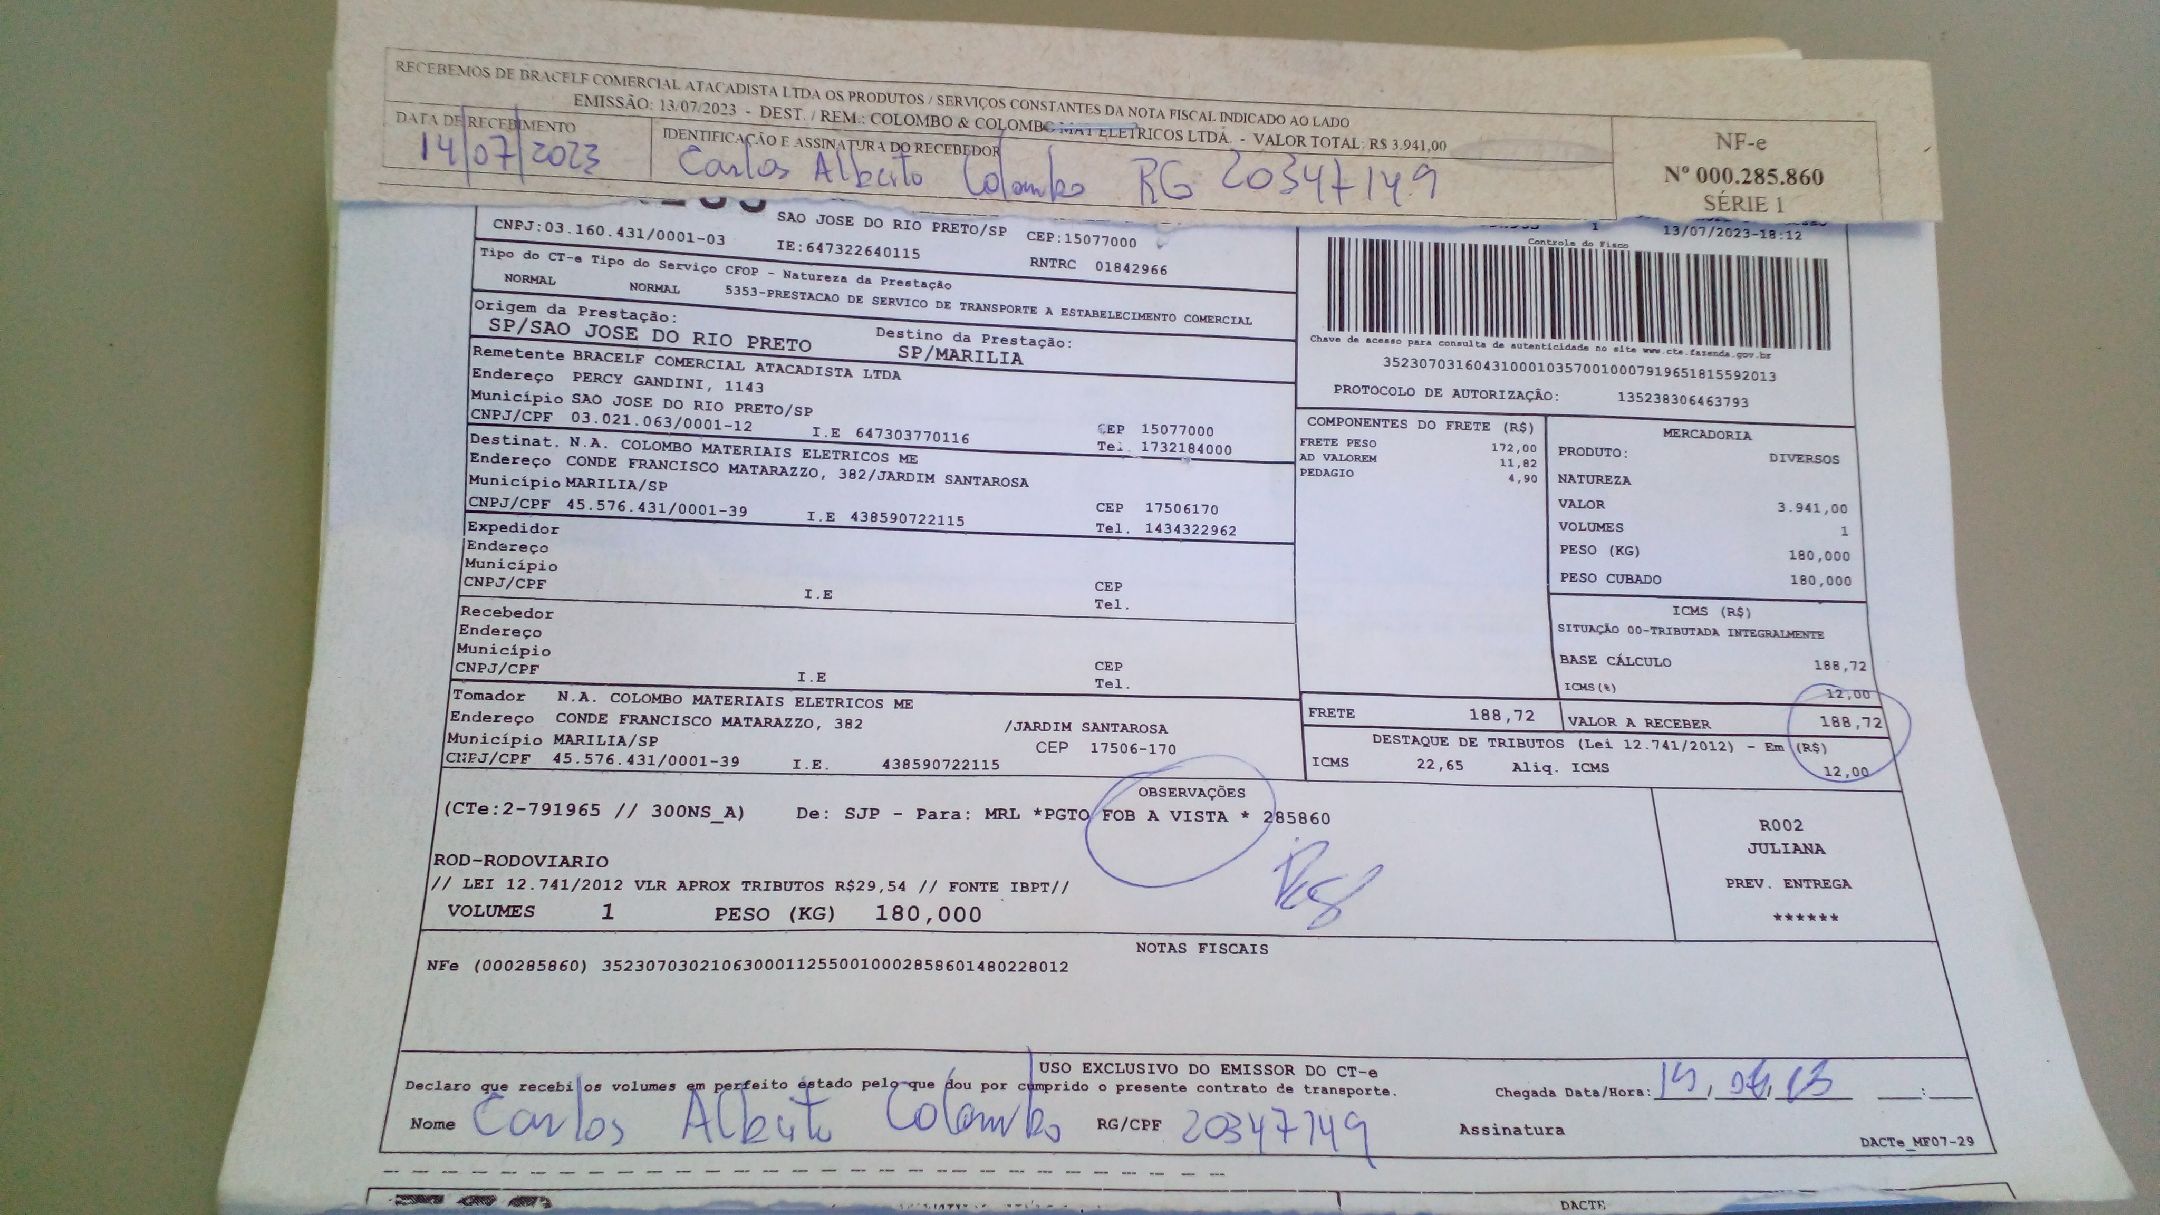 RECEBEMOS DE BRACELF COMERCIAL ATACADISTA LTDA OS PRODUTOS / SERVIÇOS CONSTANTES DA NOTA FISCAL INDICADO AO LADO
EMISSÃO: 13/07/2023 - DEST. / REM.: COLOMBO & COLOMBO MAT ELETRICOS LTDA. - VALOR TOTAL: R$ 3.941,00
DATA DE RECEBIMENTO IDENTIFICAÇÃO E ASSINATURA DO RECEBEDOR
14/07/2023 Carlos Alberto Colombo RG 20347149
NF-e
Nº 000.285.860
SÉRIE 1
SAO JOSE DO RIO PRETO/SP CEP:15077000
CNPJ:03.160.431/0001-03 IE:647322640115 RNTRC 01842966
13/07/2023-18:12
Controle do Fisco
Tipo do CT-e Tipo do Serviço CFOP - Natureza da Prestação
NORMAL NORMAL 5353-PRESTACAO DE SERVICO DE TRANSPORTE A ESTABELECIMENTO COMERCIAL
Origem da Prestação: Destino da Prestação:
SP/SAO JOSE DO RIO PRETO SP/MARILIA
Chave de acesso para consulta de autenticidade no site www.cte.fazenda.gov.br
35230703160431000103570010007919651815592013
PROTOCOLO DE AUTORIZAÇÃO: 135238306463793
Remetente BRACELF COMERCIAL ATACADISTA LTDA
Endereço PERCY GANDINI, 1143
Município SAO JOSE DO RIO PRETO/SP CEP 15077000
CNPJ/CPF 03.021.063/0001-12 I.E 647303770116 Tel. 1732184000
Destinat. N.A. COLOMBO MATERIAIS ELETRICOS ME
Endereço CONDE FRANCISCO MATARAZZO, 382/JARDIM SANTAROSA
Município MARILIA/SP CEP 17506170
CNPJ/CPF 45.576.431/0001-39 I.E 438590722115 Tel. 1434322962
Expedidor
Endereço
Município CEP
CNPJ/CPF I.E Tel.
Recebedor
Endereço
Município CEP
CNPJ/CPF I.E Tel.
Tomador N.A. COLOMBO MATERIAIS ELETRICOS ME
Endereço CONDE FRANCISCO MATARAZZO, 382 /JARDIM SANTAROSA
Município MARILIA/SP CEP 17506-170
CNPJ/CPF 45.576.431/0001-39 I.E. 438590722115
COMPONENTES DO FRETE (R$)
FRETE PESO 172,00
AD VALOREM 11,82
PEDAGIO 4,90
MERCADORIA
PRODUTO: DIVERSOS
NATUREZA
VALOR 3.941,00
VOLUMES 1
PESO (KG) 180,000
PESO CUBADO 180,000
ICMS (R$)
SITUAÇÃO 00-TRIBUTADA INTEGRALMENTE
BASE CÁLCULO 188,72
ICMS(%) 12,00
FRETE 188,72 VALOR A RECEBER 188,72
DESTAQUE DE TRIBUTOS (Lei 12.741/2012) - Em (R$)
ICMS 22,65 Aliq. ICMS 12,00
OBSERVAÇÕES
(CTe:2-791965 // 300NS_A) De: SJP - Para: MRL *PGTO FOB A VISTA * 285860
ROD-RODOVIARIO
// LEI 12.741/2012 VLR APROX TRIBUTOS R$29,54 // FONTE IBPT//
VOLUMES 1 PESO (KG) 180,000
R002
JULIANA
PREV. ENTREGA
******
NOTAS FISCAIS
NFe (000285860) 35230703021063000112550010002858601480228012
USO EXCLUSIVO DO EMISSOR DO CT-e
Declaro que recebi os volumes em perfeito estado pelo que dou por cumprido o presente contrato de transporte.
Chegada Data/Hora:
Nome Carlos Alberto Colombo RG/CPF 20347149 Assinatura
DACTe_MF07-29
DACTE